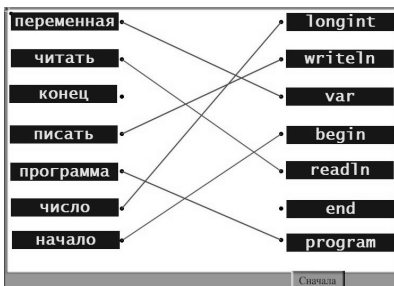 переменная
читать
конец
писать
программа
число
начало
longint
writeln
var
begin
readln
end
program
Сначала